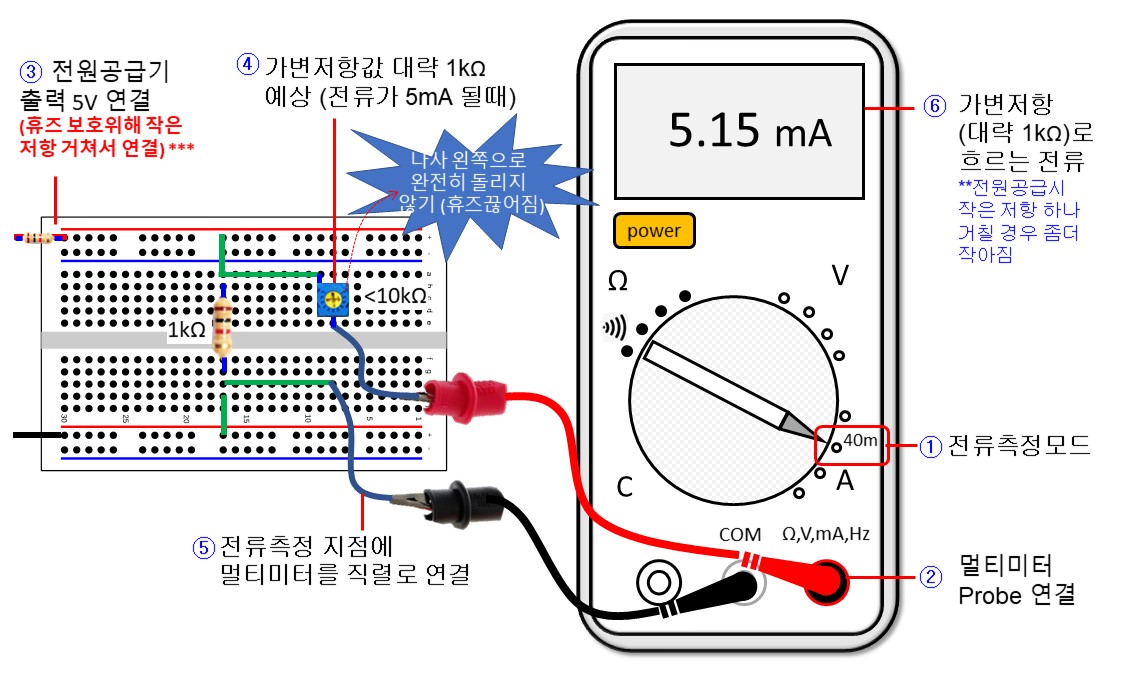 ③ 전원공급기
출력 5V 연결
(휴즈 보호위해 작은
저항 거쳐서 연결) ***
④ 가변저항값 대략 1kΩ
예상 (전류가 5mA 될때)
나사 왼쪽으로
완전히 돌리지
않기 (휴즈끊어짐)
<10kΩ
1kΩ
30
25
15
10
5
1
⑤ 전류측정 지점에
멀티미터를 직렬로 연결
5.15 mA
power
Ω
V
40m
A
C
COM
Ω,V,mA,Hz
⑥ 가변저항
(대략 1kΩ)로
흐르는 전류
**전원공급시
작은 저항 하나
거칠 경우 좀더
작아짐
① 전류측정모드
② 멀티미터
Probe 연결